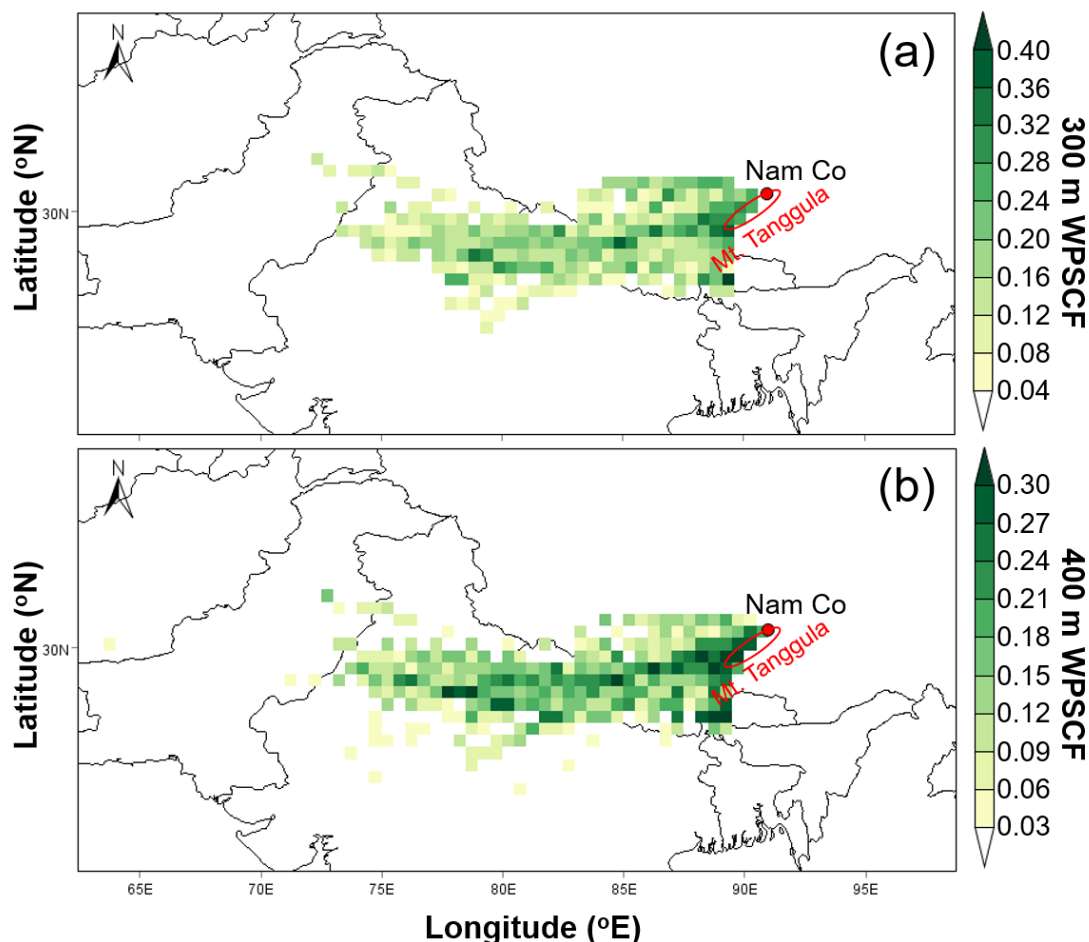 N
(a)
Nam Co
Mt. Tanggula
30N
Latitude (ºN)
0.40
0.36
0.32
0.28
0.24
0.20
0.16
0.12
0.08
0.04
300 m WPSCF
N
(b)
Nam Co
Mt. Tanggula
30N
Latitude (ºN)
0.30
0.27
0.24
0.21
0.18
0.15
0.12
0.09
0.06
0.03
400 m WPSCF
65E 70E 75E 80E 85E 90E 95E
Longitude (ºE)